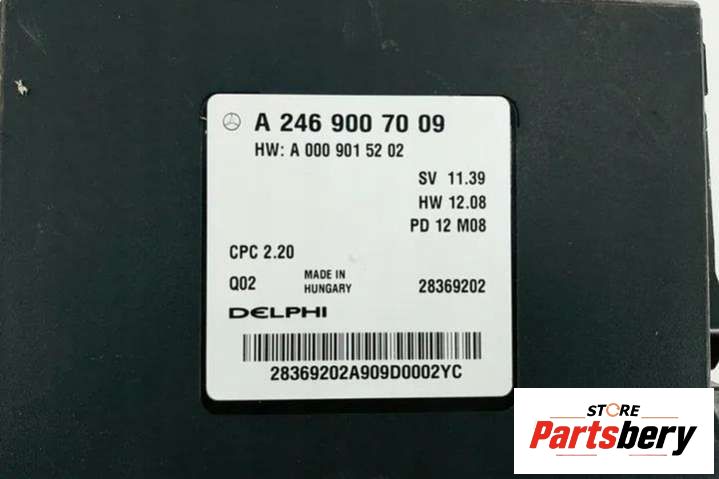 A 246 900 70 09
HW: A 000 901 52 02
SV 11.39
HW 12.08
PD 12 M08
CPC 2.20
Q02 MADE IN HUNGARY 28369202
DELPHI
28369202A909D0002YC
STORE
Partsbery